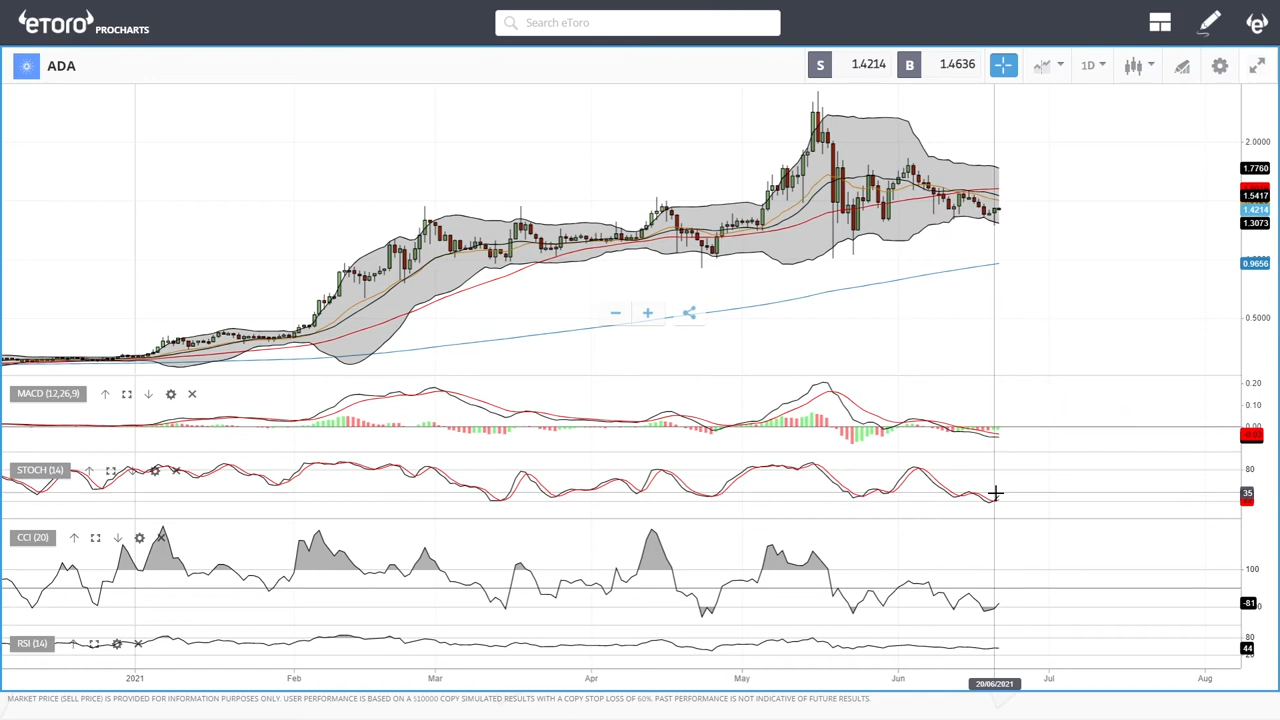 eToro PROCHARTS
Search eToro
ADA
S 1.4214 B 1.4636
1D
2.0000
1.7760
1.5417
1.4214
1.3073
0.9656
0.5000
MACD (12,26,9)
0.20
0.10
0.00
STOCH (14)
80
35
CCI (20)
100
-81
RSI (14)
80
44
2021 Feb Mar Apr May Jun Jul Aug
20/06/2021
MARKET PRICE (SELL PRICE) IS PROVIDED FOR INFORMATION PURPOSES ONLY. USER PERFORMANCE IS BASED ON A $10000 COPY SIMULATED RESULTS WITH A COPY STOP LOSS OF 60%. PAST PERFORMANCE IS NOT INDICATIVE OF FUTURE RESULTS.